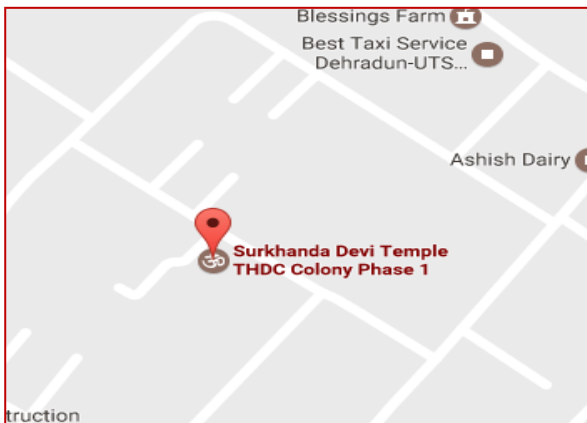 Blessings Farm
Best Taxi Service
Dehradun-UTS...
Ashish Dairy
Surkhanda Devi Temple
THDC Colony Phase 1
truction